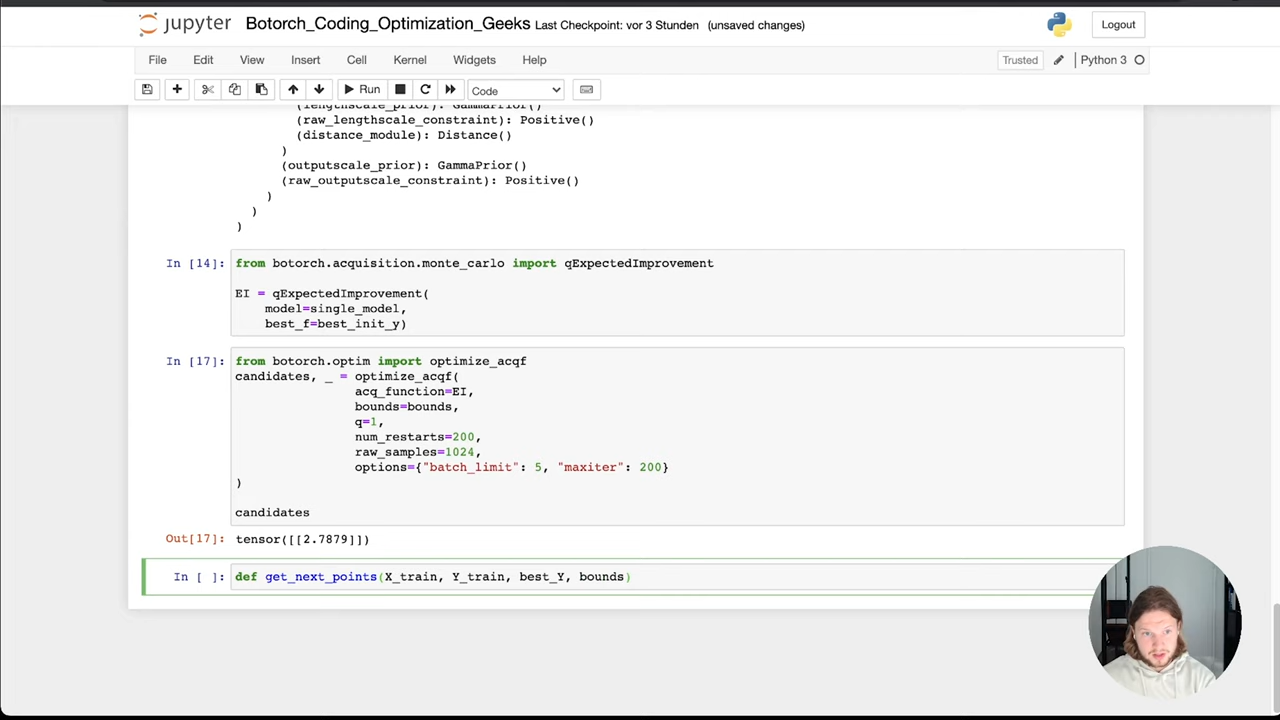 jupyter Botorch_Coding_Optimization_Geeks Last Checkpoint: vor 3 Stunden (unsaved changes) Logout
File Edit View Insert Cell Kernel Widgets Help Trusted Python 3
Run Code
(lengthscale_prior): GammaPrior()
(raw_lengthscale_constraint): Positive()
(distance_module): Distance()
)
(outputscale_prior): GammaPrior()
(raw_outputscale_constraint): Positive()
)
)
)
In [14]: from botorch.acquisition.monte_carlo import qExpectedImprovement
EI = qExpectedImprovement(
model=single_model,
best_f=best_init_y)
In [17]: from botorch.optim import optimize_acqf
candidates, _ = optimize_acqf(
acq_function=EI,
bounds=bounds,
q=1,
num_restarts=200,
raw_samples=1024,
options={"batch_limit": 5, "maxiter": 200}
)
candidates
Out[17]: tensor([[2.7879]])
In [ ]: def get_next_points(X_train, Y_train, best_Y, bounds)